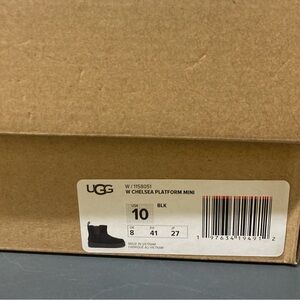 UGG
W / 1158051
W CHELSEA PLATFORM MINI
USA 10 BLK
UK 8 EU 41 JP 27
MADE IN VIETNAM
FABRIQUÉ AU VIETNAM
1 97634 19491 2